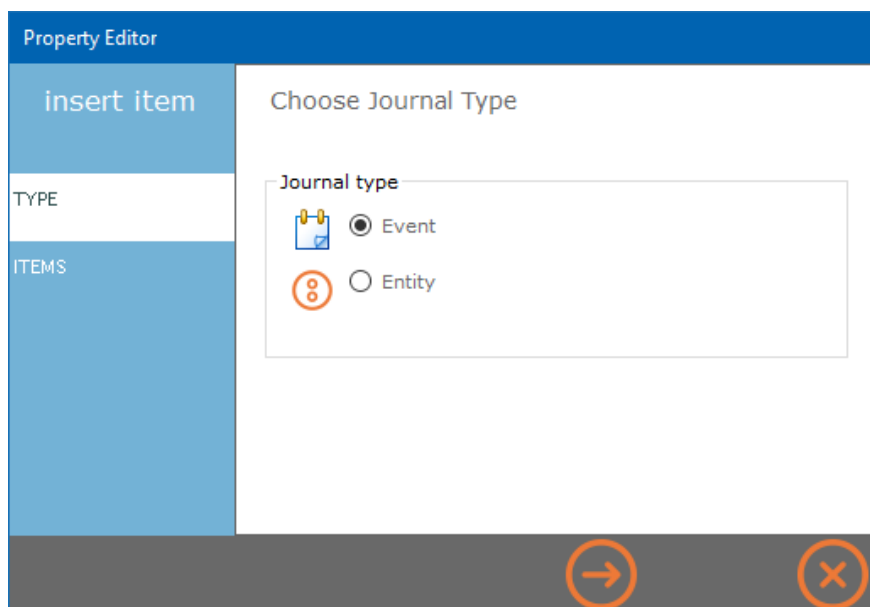 Property Editor
insert item
Choose Journal Type
Journal type
TYPE
Event
ITEMS
Entity